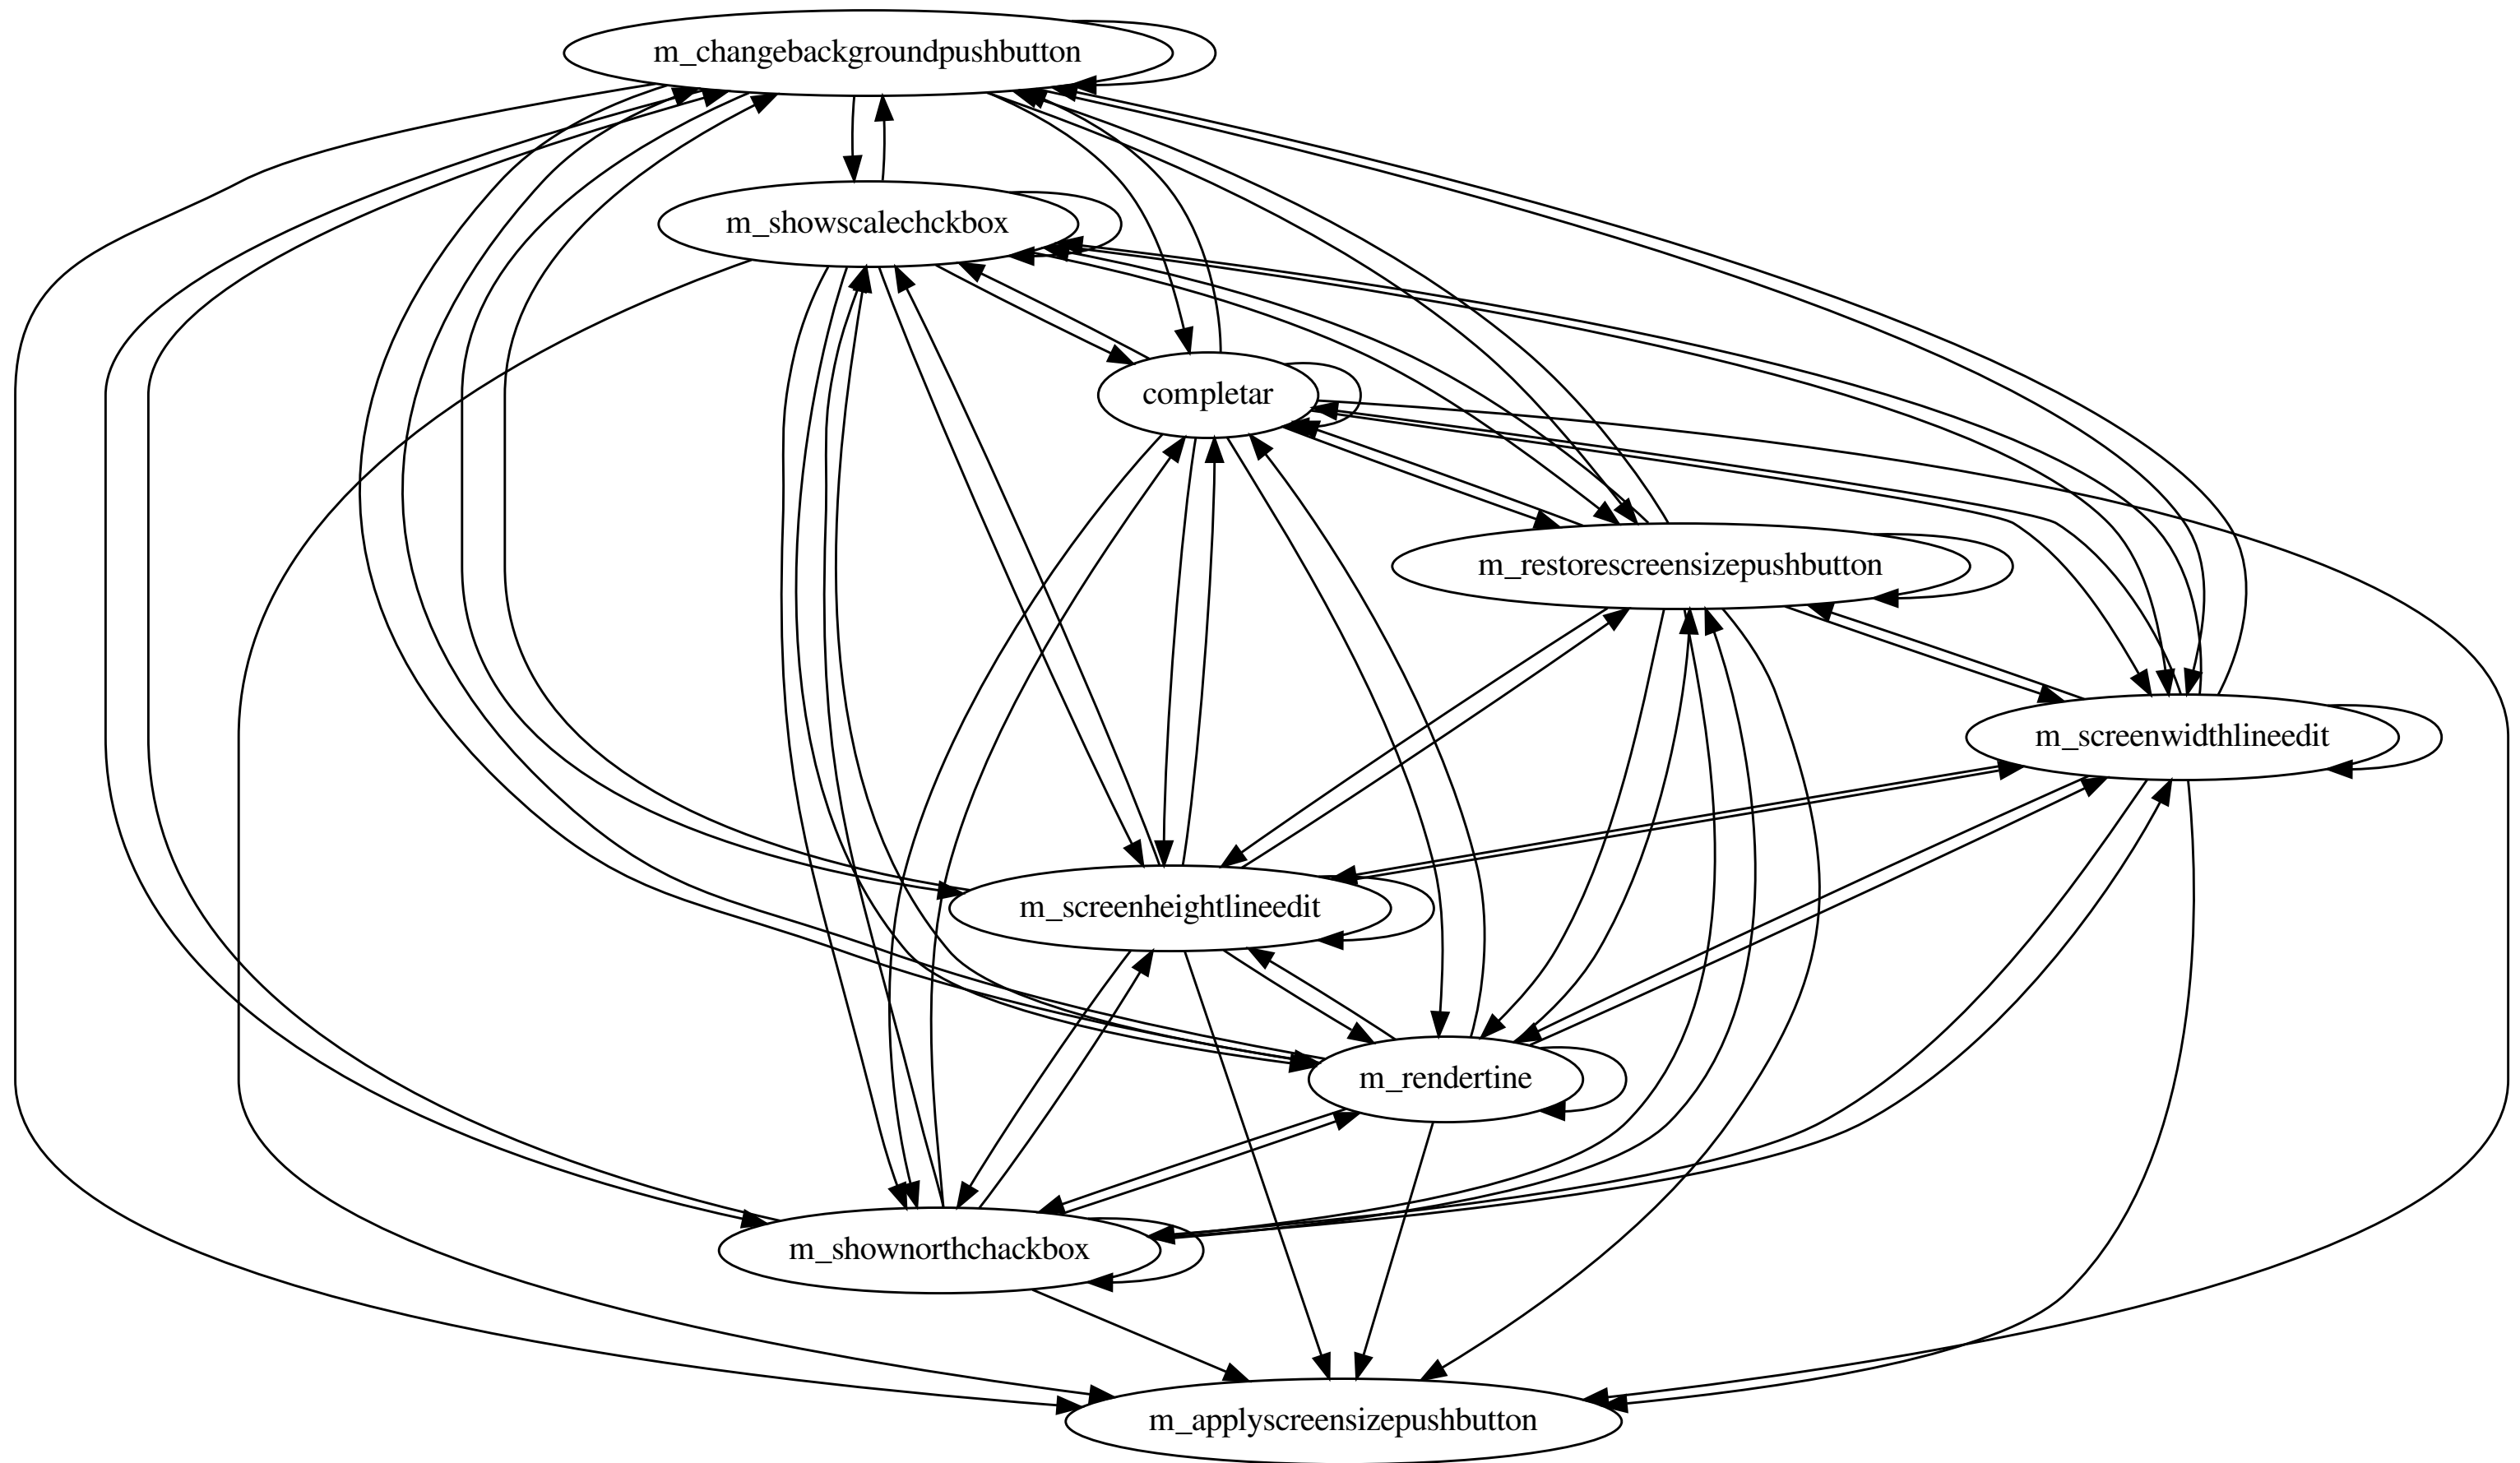 m_changebackgroundpushbutton
m_showscalechckbox
completar
m_restorescreensizepushbutton
m_screenwidthlineedit
m_screenheightlineedit
m_rendertine
m_shownorthchackbox
m_applyscreensizepushbutton